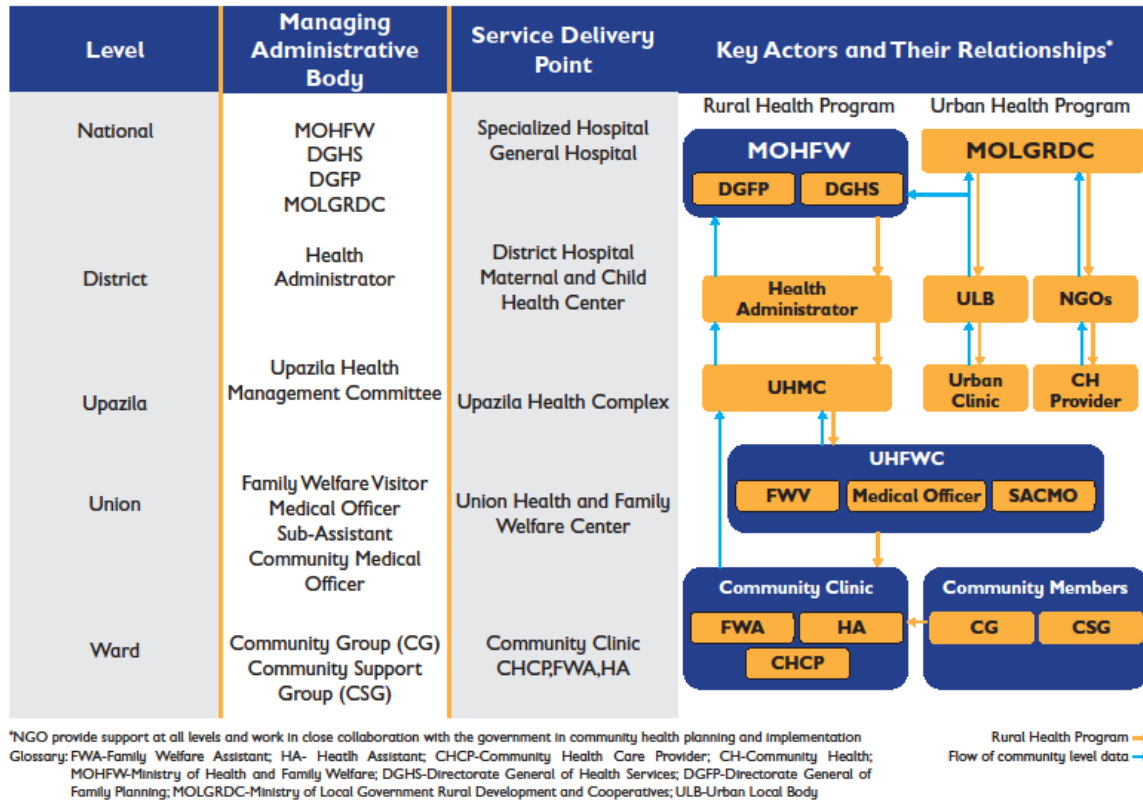 Level
Managing
Administrative
Body
Service Delivery
Point
Key Actors and Their Relationships*
National
MOHFW
DGHS
DGFP
MOLGRDC
Specialized Hospital
General Hospital
District
Health
Administrator
District Hospital
Maternal and Child
Health Center
Upazila
Upazila Health
Management Committee
Upazila Health Complex
Union
Family Welfare Visitor
Medical Officer
Sub-Assistant
Community Medical
Officer
Union Health and Family
Welfare Center
Ward
Community Group (CG)
Community Support
Group (CSG)
Community Clinic
CHCP,FWA,HA
Rural Health Program
Urban Health Program
MOHFW
DGFP
DGHS
MOLGRDC
Health
Administrator
ULB
NGOs
UHMC
Urban
Clinic
CH
Provider
UHFWC
FWV
Medical Officer
SACMO
Community Clinic
FWA
HA
CHCP
Community Members
CG
CSG
*NGO provide support at all levels and work in close collaboration with the government in community health planning and implementation
Glossary: FWA-Family Welfare Assistant; HA- Heatlh Assistant; CHCP-Community Health Care Provider; CH-Community Health;
MOHFW-Ministry of Health and Family Welfare; DGHS-Directorate General of Health Services; DGFP-Directorate General of
Family Planning; MOLGRDC-Ministry of Local Government Rural Development and Cooperatives; ULB-Urban Local Body
Rural Health Program
Flow of community level data